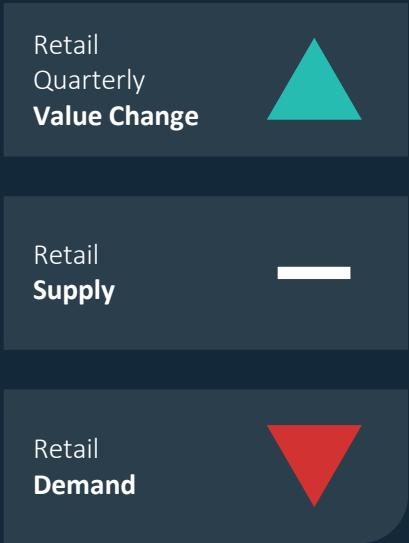 Retail
Quarterly
Value Change
Retail
Supply
Retail
Demand